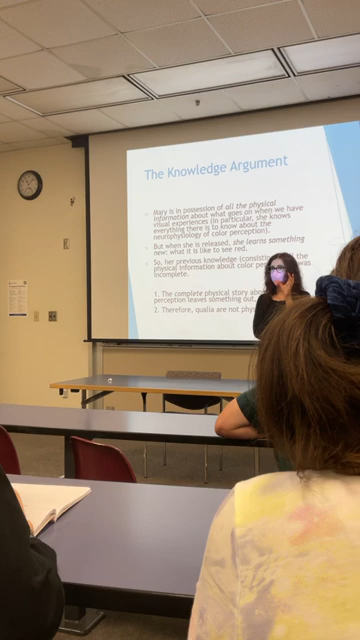 The Knowledge Argument
Mary is in possession of all the physical
information about what goes on when we have
visual experiences (in particular, she knows
everything there is to know about the
neurophysiology of color perception).
But when she is released, she learns something
new: what it is like to see red.
So, her previous knowledge (consisting the
physical information about color was
incomplete.
1. The complete physical story
perception leaves something out.
2. Therefore, qualia are not